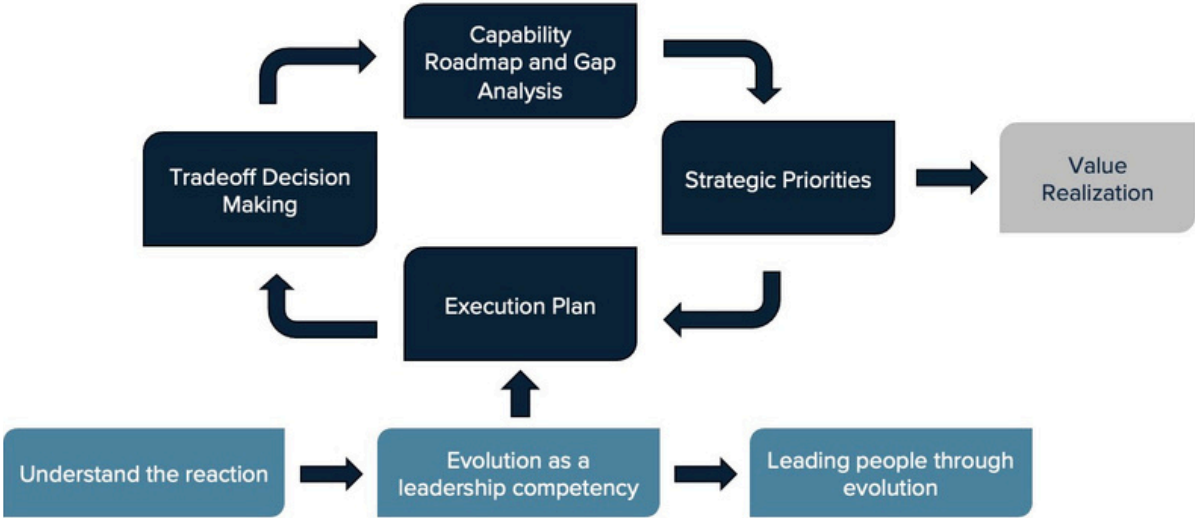 Capability
Roadmap and Gap
Analysis
Tradeoff Decision
Making
Strategic Priorities
Value
Realization
Execution Plan
Understand the reaction
Evolution as a
leadership competency
Leading people through
evolution